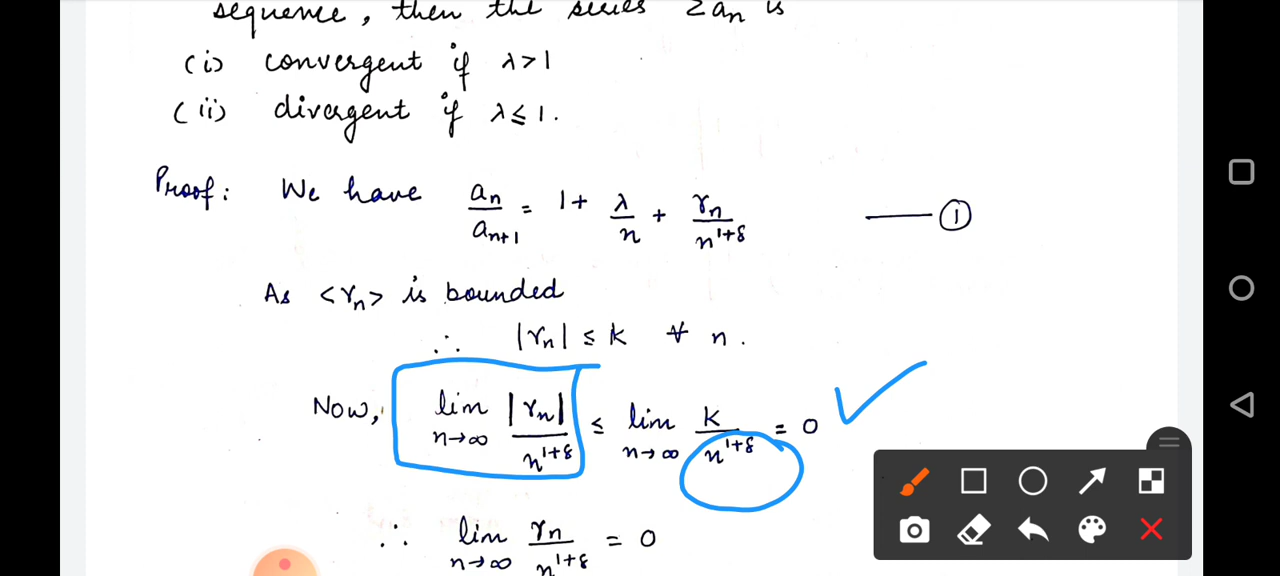 sequence, then the series Σan is
(i) convergent if λ>1
(ii) divergent if λ≤1.
Proof: We have an/an+1 = 1 + λ/n + γn/n^1+δ —— ①
As <γn> is bounded
∴ |γn| ≤ k ∀ n.
Now, lim n→∞ |γn|/n^1+δ ≤ lim n→∞ k/n^1+δ = 0
∴ lim n→∞ γn/n^1+δ = 0